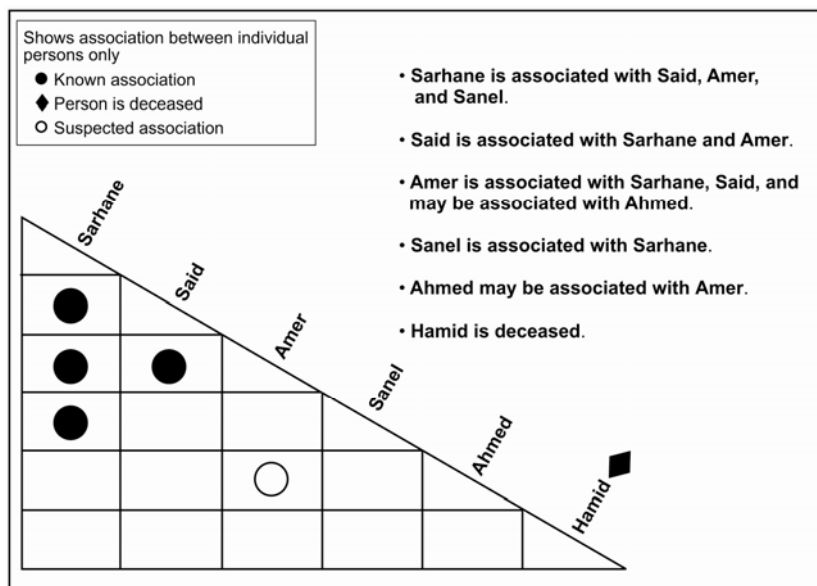 Shows association between individual
persons only
Known association
Person is deceased
Suspected association
• Sarhane is associated with Said, Amer,
and Sanel.
• Said is associated with Sarhane and Amer.
• Amer is associated with Sarhane, Said, and
may be associated with Ahmed.
• Sanel is associated with Sarhane.
• Ahmed may be associated with Amer.
• Hamid is deceased.
Sarhane
Said
Amer
Sanel
Ahmed
Hamid